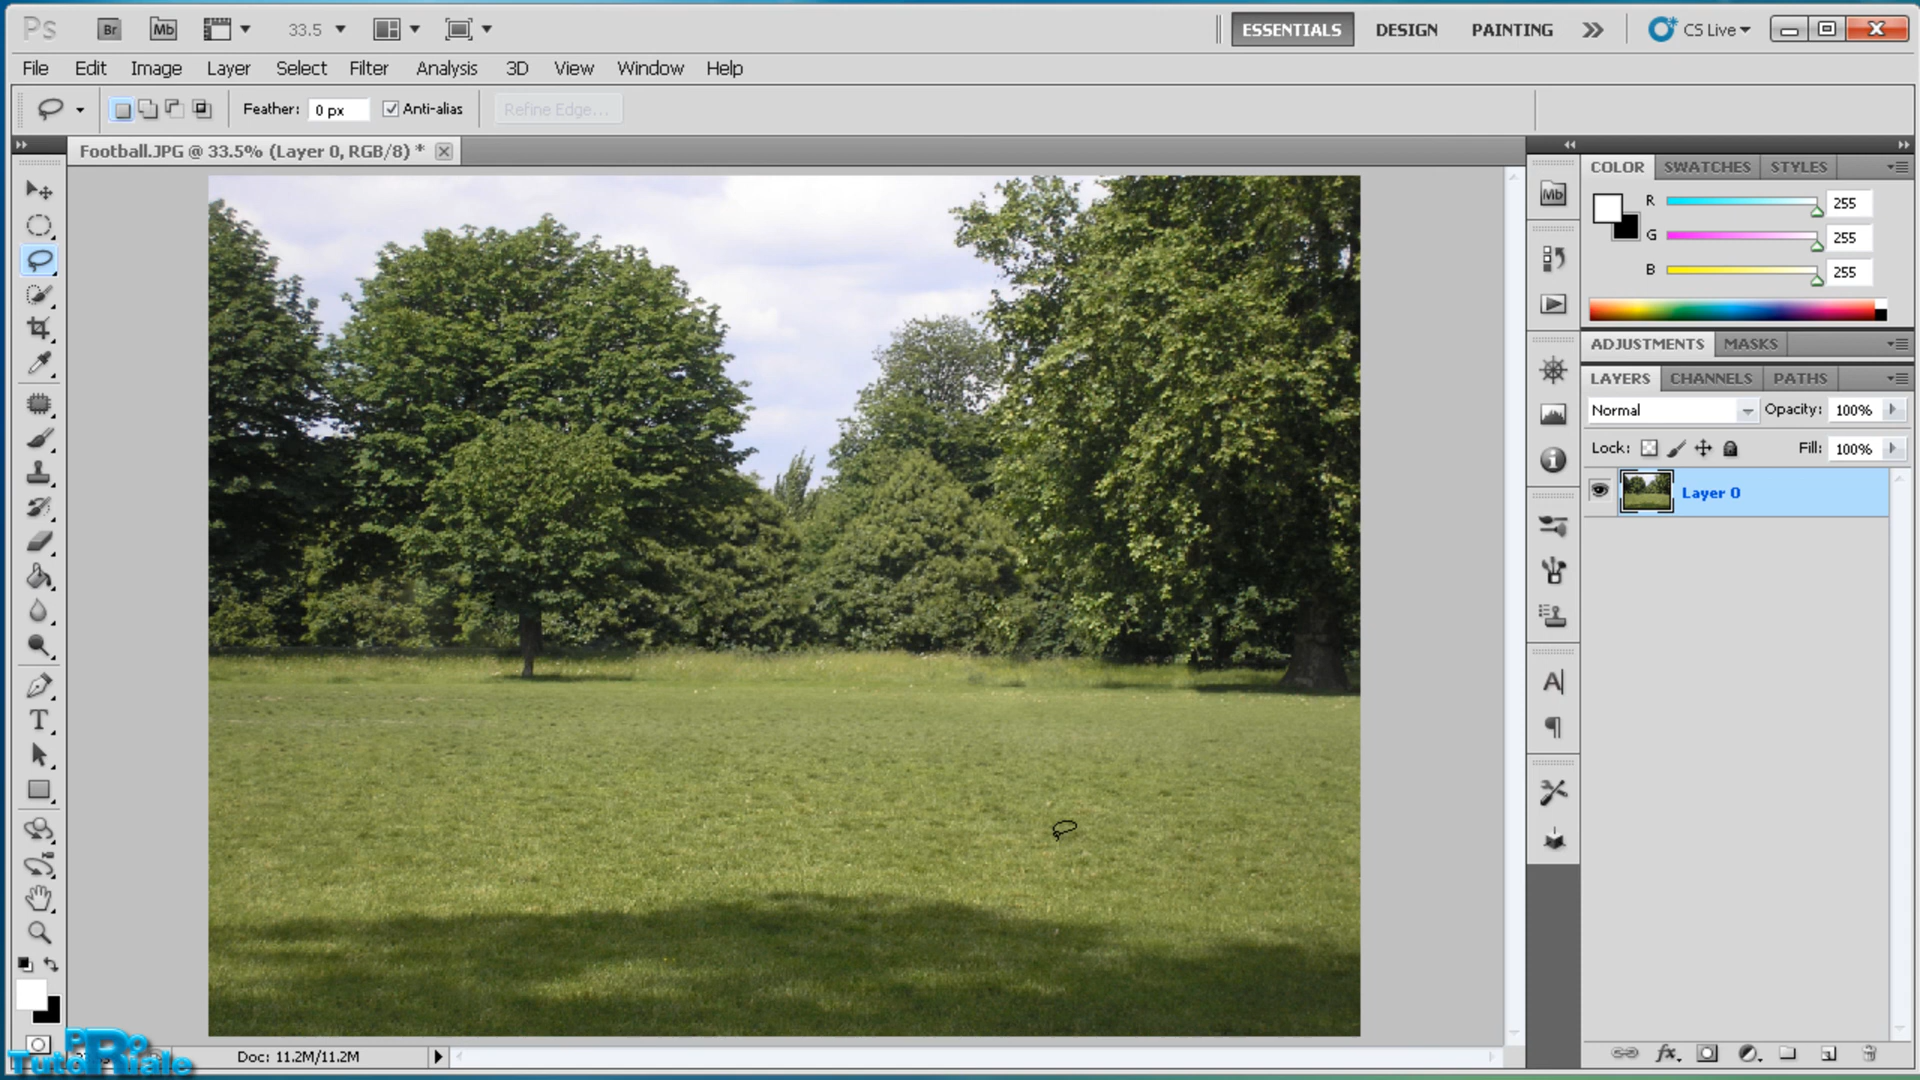 Ps Br Mb 33.5 ESSENTIALS DESIGN PAINTING CS Live
File Edit Image Layer Select Filter Analysis 3D View Window Help
Feather: 0 px Anti-alias Refine Edge...
Football.JPG @ 33.5% (Layer 0, RGB/8) *
COLOR SWATCHES STYLES
Mb
R 255
G 255
B 255
ADJUSTMENTS MASKS
LAYERS CHANNELS PATHS
Normal Opacity: 100%
Lock: Fill: 100%
Layer 0
T
A
Doc: 11.2M/11.2M
fx
PRo
TutoRiale